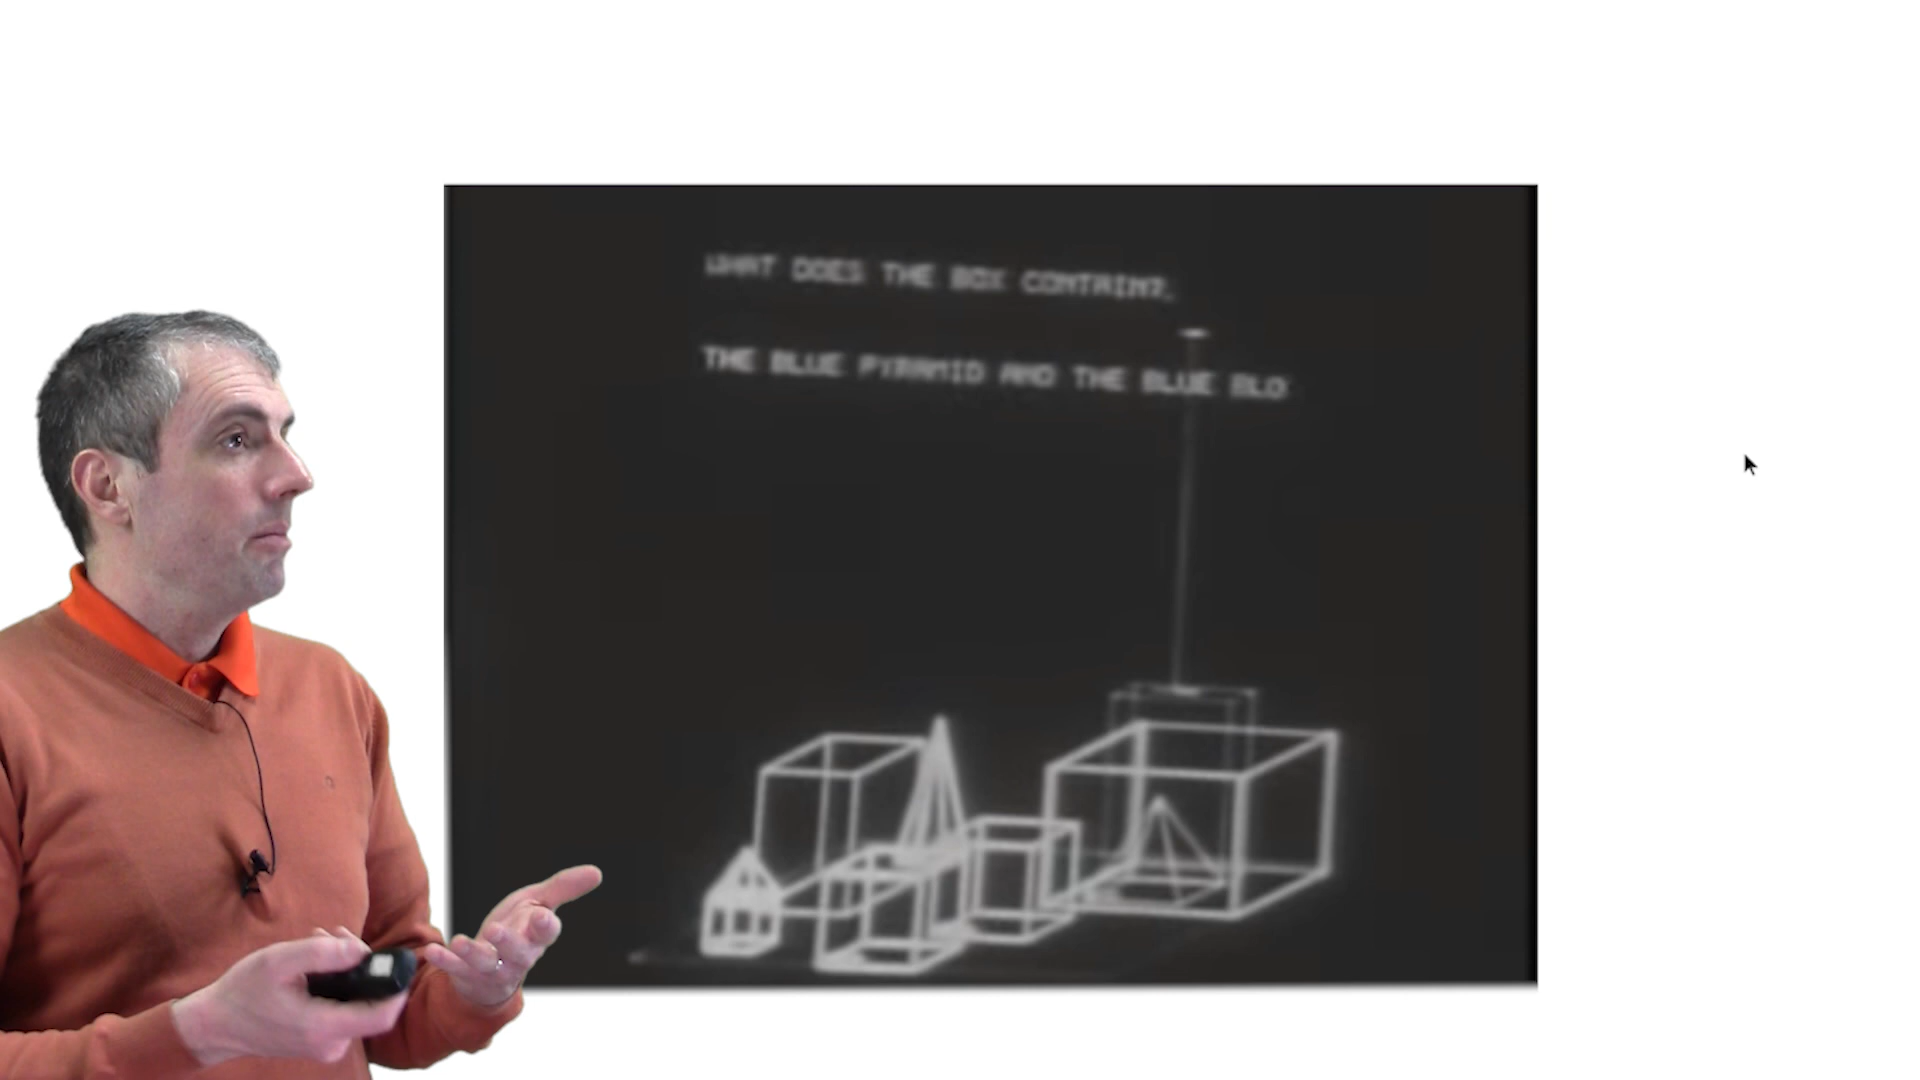 WHAT DOES THE BOX CONTAIN?.
THE BLUE PYRAMID AND THE BLUE BLO